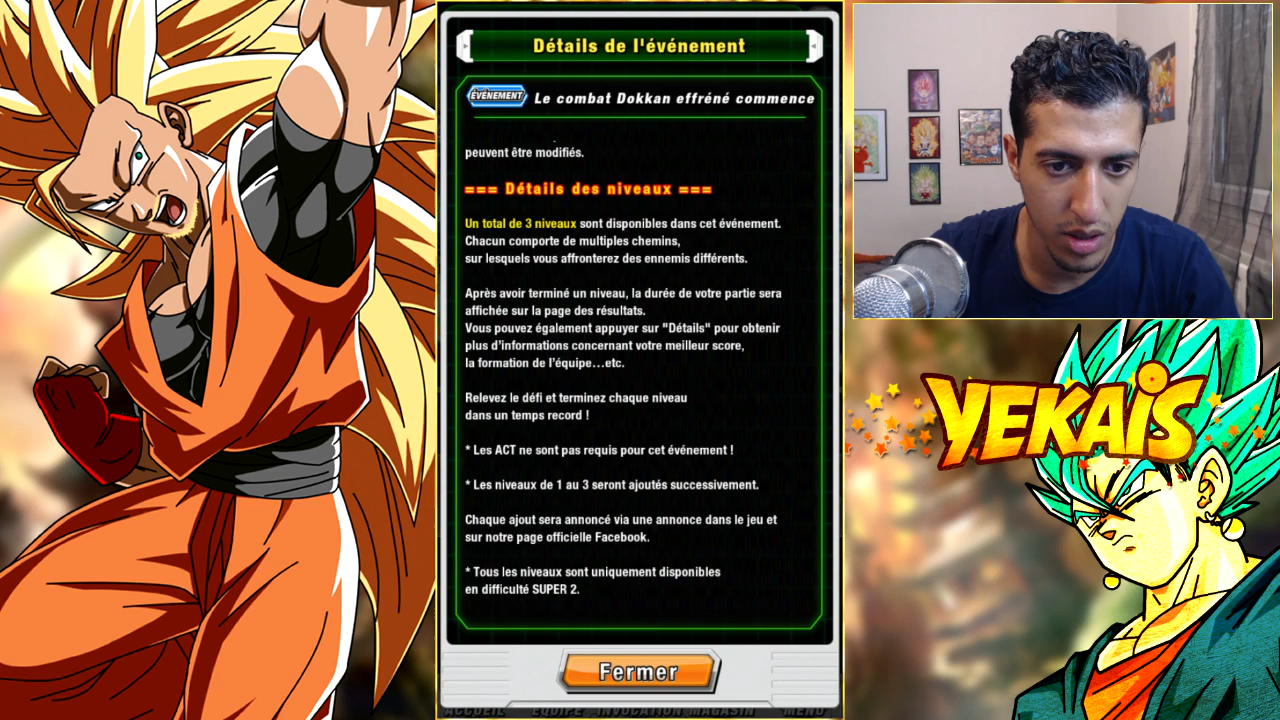 Détails de l'événement
ÉVÉNEMENT Le combat Dokkan effréné commence
peuvent être modifiés.
=== Détails des niveaux ===
Un total de 3 niveaux sont disponibles dans cet événement.
Chacun comporte de multiples chemins,
sur lesquels vous affronterez des ennemis différents.
Après avoir terminé un niveau, la durée de votre partie sera
affichée sur la page des résultats.
Vous pouvez également appuyer sur "Détails" pour obtenir
plus d'informations concernant votre meilleur score,
la formation de l'équipe...etc.
Relevez le défi et terminez chaque niveau
dans un temps record !
* Les ACT ne sont pas requis pour cet événement !
* Les niveaux de 1 au 3 seront ajoutés successivement.
Chaque ajout sera annoncé via une annonce dans le jeu et
sur notre page officielle Facebook.
* Tous les niveaux sont uniquement disponibles
en difficulté SUPER 2.
Fermer
ACCUEIL ÉQUIPE INVOCATION MAGASIN MENU
YEKAIS